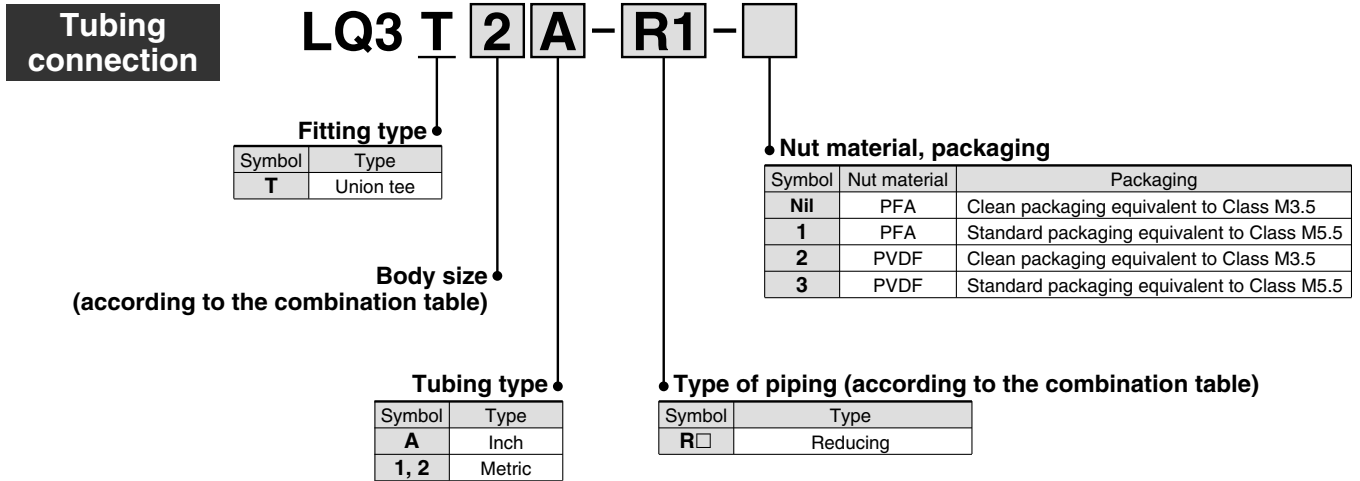 Tubing
connection
LQ3 T 2 A – R1 –
Fitting type
Symbol Type
T Union tee
Nut material, packaging
Symbol Nut material Packaging
Nil PFA Clean packaging equivalent to Class M3.5
1 PFA Standard packaging equivalent to Class M5.5
2 PVDF Clean packaging equivalent to Class M3.5
3 PVDF Standard packaging equivalent to Class M5.5
Body size
(according to the combination table)
Tubing type
Symbol Type
A Inch
1, 2 Metric
Type of piping (according to the combination table)
Symbol Type
R□ Reducing